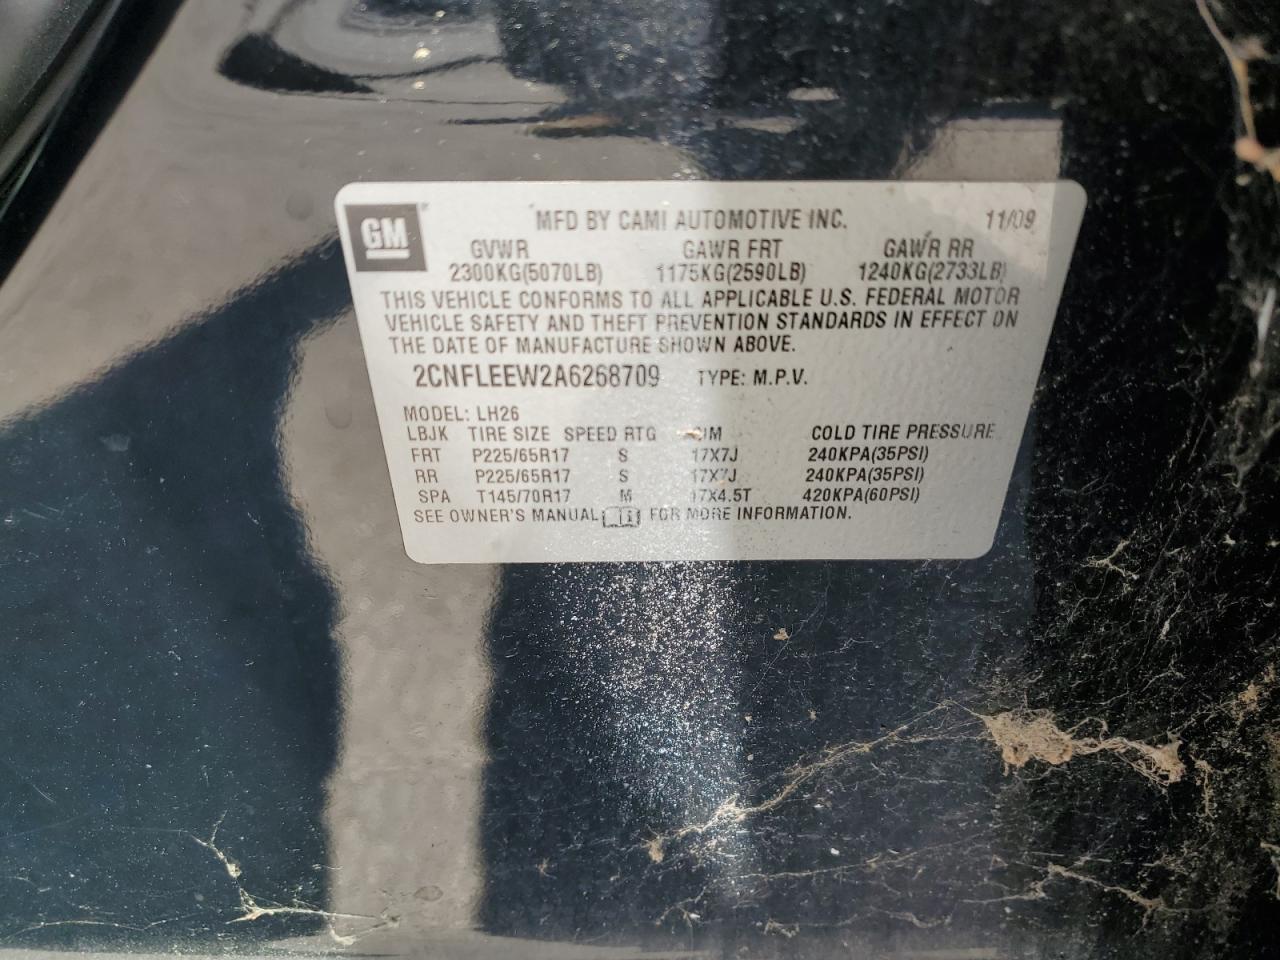 GM MFD BY CAMI AUTOMOTIVE INC. 11/09
GVWR GAWR FRT GAWR RR
2300KG(5070LB) 1175KG(2590LB) 1240KG(2733LB)
THIS VEHICLE CONFORMS TO ALL APPLICABLE U.S. FEDERAL MOTOR
VEHICLE SAFETY AND THEFT PREVENTION STANDARDS IN EFFECT ON
THE DATE OF MANUFACTURE SHOWN ABOVE.
2CNFLEEW2A6268709 TYPE: M.P.V.
MODEL: LH26
LBJK TIRE SIZE SPEED RTG COLD TIRE PRESSURE
FRT P225/65R17 S 17X7J 240KPA(35PSI)
RR P225/65R17 S 17X7J 240KPA(35PSI)
SPA T145/70R17 M 17X4.5T 420KPA(60PSI)
SEE OWNER'S MANUAL FOR MORE INFORMATION.